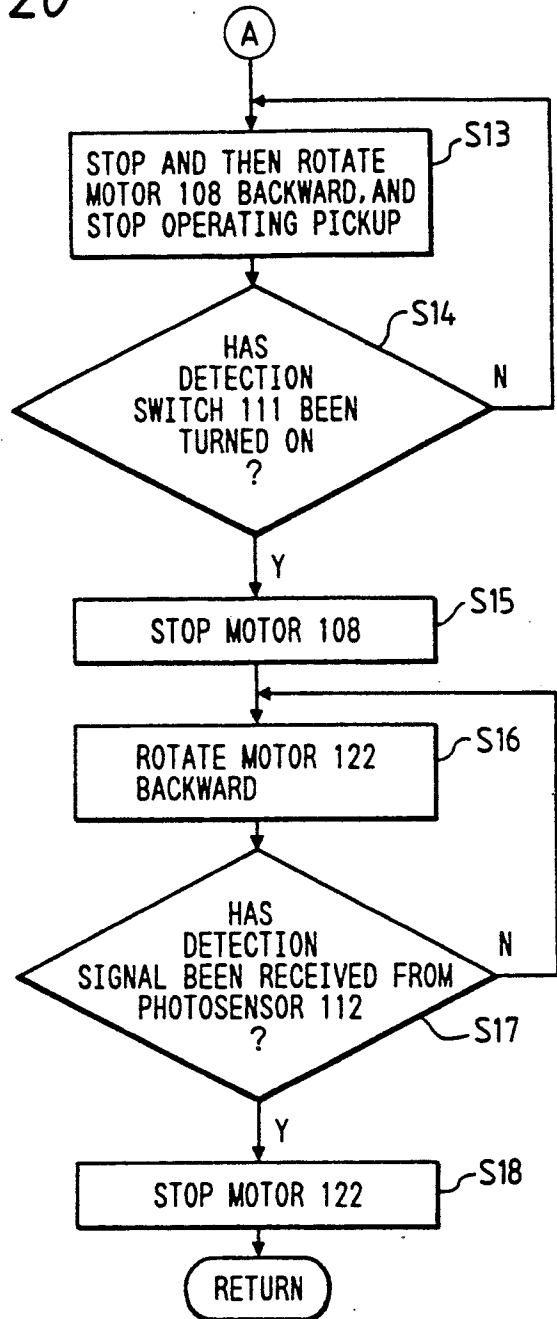 20
A
S13
STOP AND THEN ROTATE
MOTOR 108 BACKWARD, AND
STOP OPERATING PICKUP
S14
HAS
DETECTION
SWITCH 111 BEEN
TURNED ON
?
N
Y
S15
STOP MOTOR 108
S16
ROTATE MOTOR 122
BACKWARD
HAS
DETECTION
SIGNAL BEEN RECEIVED FROM
PHOTOSENSOR 112
?
N
S17
Y
S18
STOP MOTOR 122
RETURN